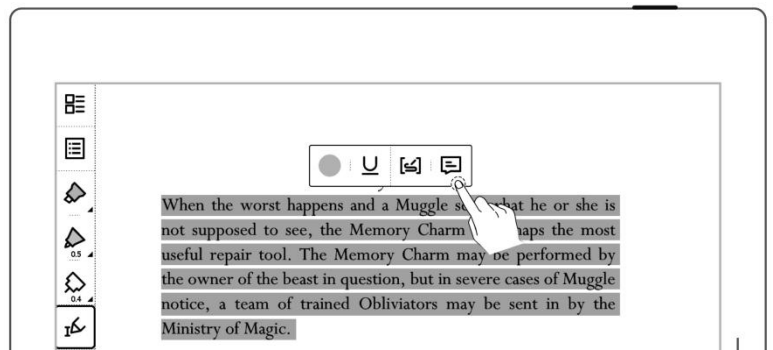 0.5
0.4
When the worst happens and a Muggle that he or she is
not supposed to see, the Memory Charm the most
useful repair tool. The Memory Charm may be performed by
the owner of the beast in question, but in severe cases of Muggle
notice, a team of trained Obliviators may be sent in by the
Ministry of Magic.